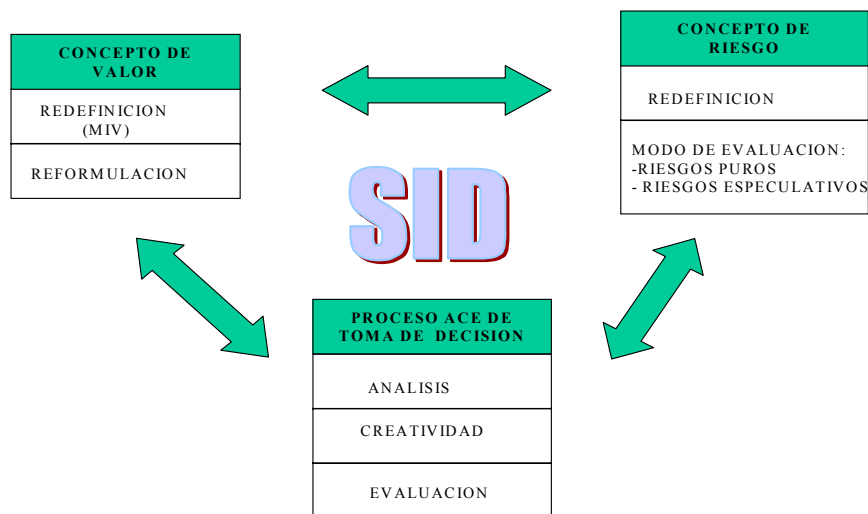 CONCEPTO DE
VALOR
REDEFINICION
(MIV)
REFORMULACION
CONCEPTO DE
RIESGO
REDEFINICION
MODO DE EVALUACION:
-RIESGOS PUROS
- RIESGOS ESPECULATIVOS
SID
PROCESO ACE DE
TOMA DE DECISION
ANALISIS
CREATIVIDAD
EVALUACION